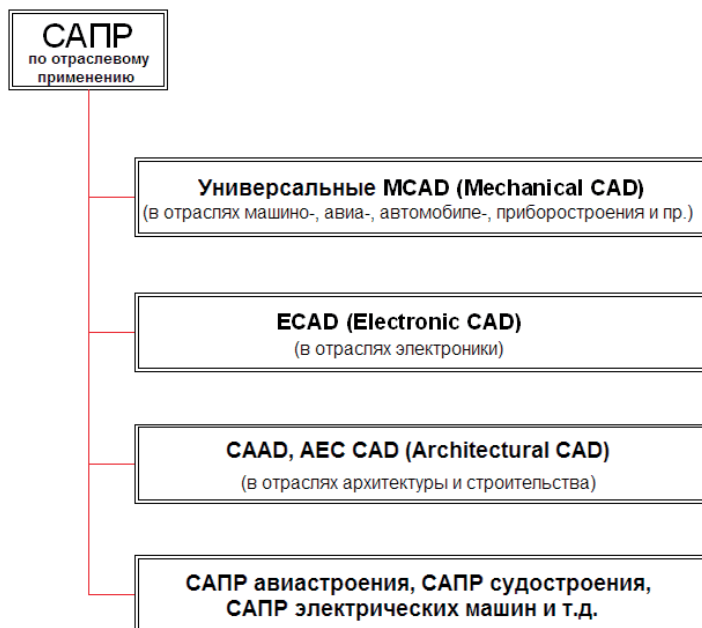 САПР
по отраслевому
применению
Универсальные MCAD (Mechanical CAD)
(в отраслях машино-, авиа-, автомобиле-, приборостроения и пр.)
ECAD (Electronic CAD)
(в отраслях электроники)
CAAD, AEC CAD (Architectural CAD)
(в отраслях архитектуры и строительства)
САПР авиастроения, САПР судостроения,
САПР электрических машин и т.д.